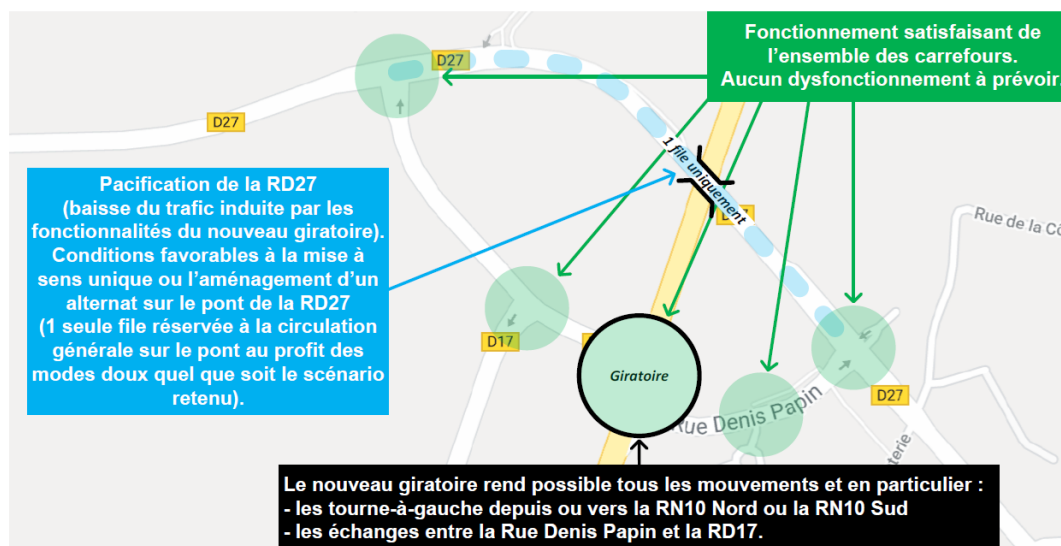 Fonctionnement satisfaisant de
l'ensemble des carrefours.
Aucun dysfonctionnement à prévoir.
D27
D27
1 file uniquement
Rue de la Cô
Pacification de la RD27
(baisse du trafic induite par les
fonctionnalités du nouveau giratoire).
Conditions favorables à la mise à
sens unique ou l'aménagement d'un
alternat sur le pont de la RD27
(1 seule file réservée à la circulation
générale sur le pont au profit des
modes doux quel que soit le scénario
retenu).
D17
Giratoire
Rue Denis Papin
D27
Le nouveau giratoire rend possible tous les mouvements et en particulier :
- les tourne-à-gauche depuis ou vers la RN10 Nord ou la RN10 Sud
- les échanges entre la Rue Denis Papin et la RD17.